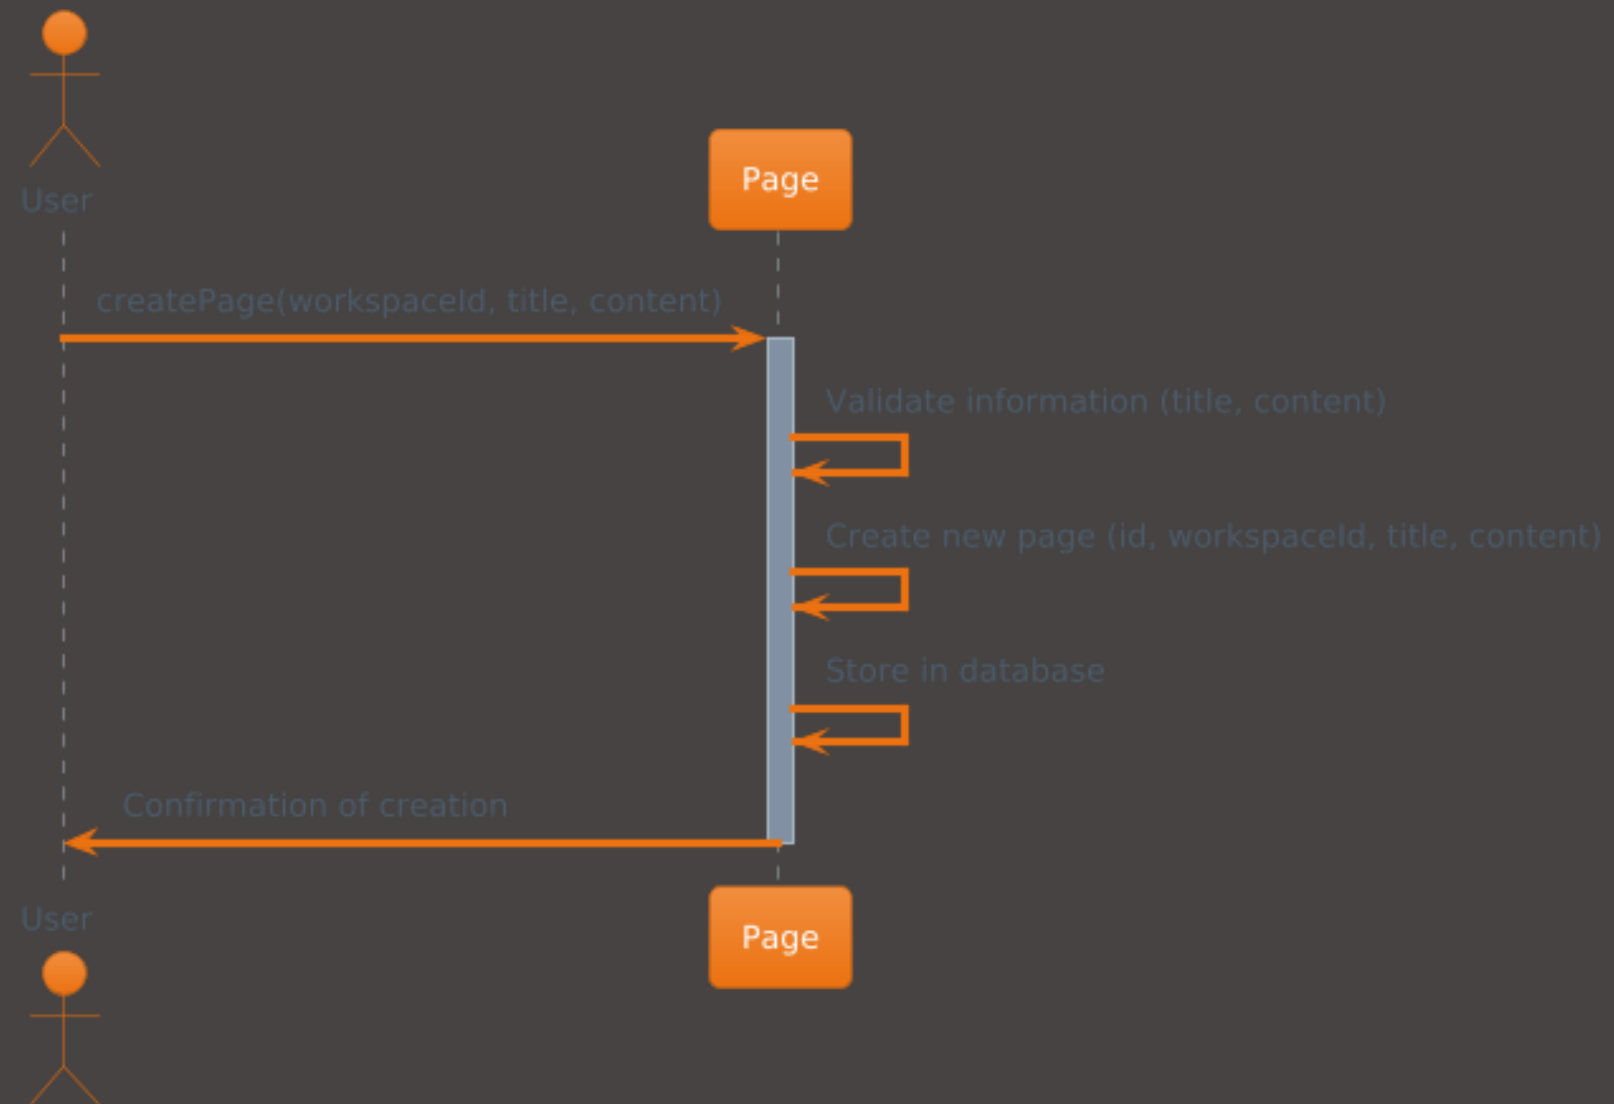 User
Page
createPage(workspaceId, title, content)
Validate information (title, content)
Create new page (id, workspaceId, title, content)
Store in database
Confirmation of creation
User
Page